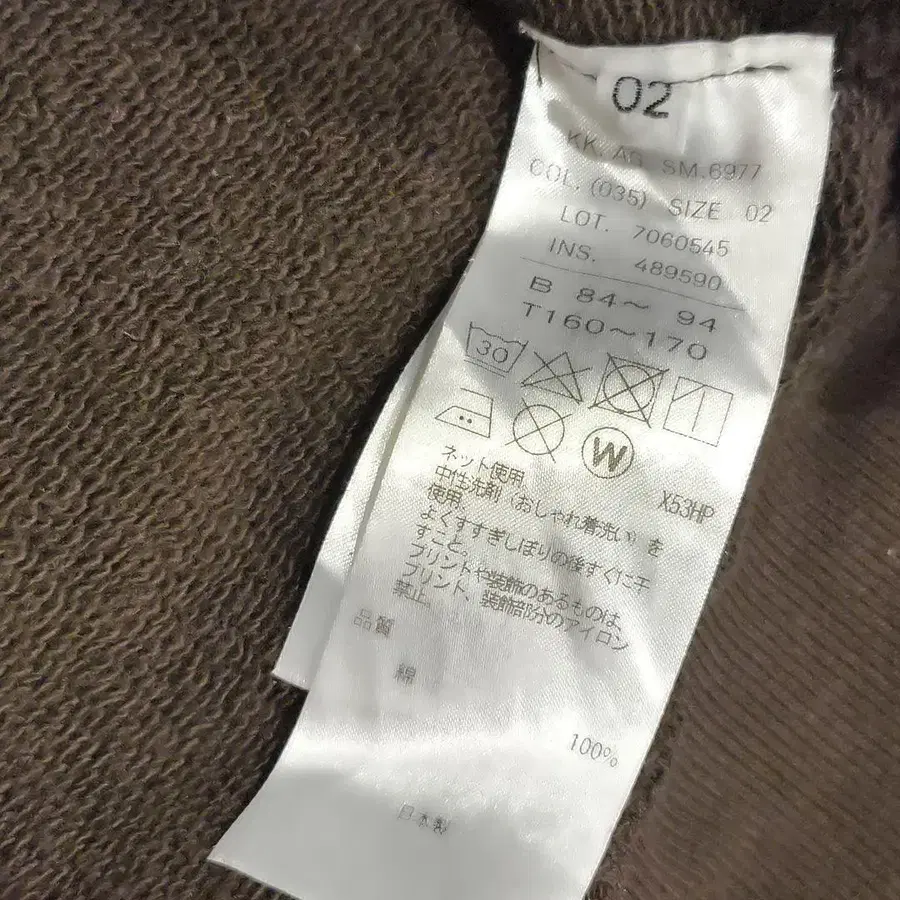 02
KK. AG SM.6977
COL. (035) SIZE 02
LOT. 7060545
INS. 489590
B 84～ 94
T160～170
30
W
X53HP
ネット使用
中性洗剤（おしゃれ着洗い）を
使用。
よくすすぎしぼりの後すぐに干
すこと。
プリントや装飾のあるものは、
プリント、装飾部分のアイロン
禁止。
品質
綿
100%
日本製